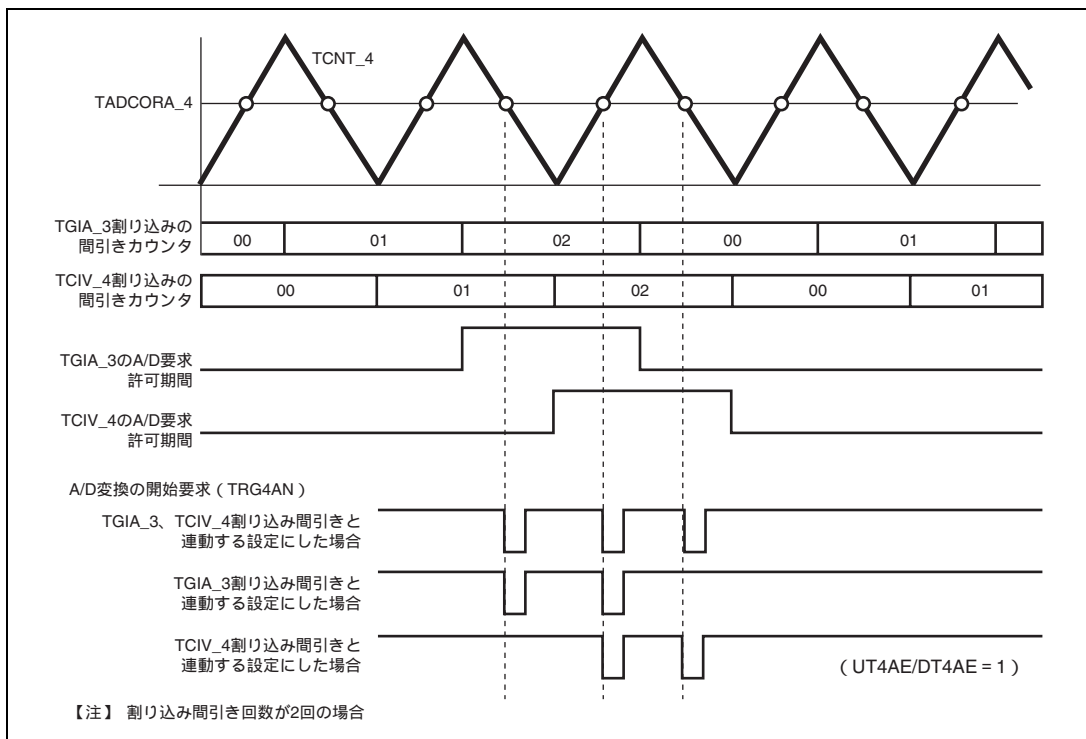 TCNT_4
TADCORA_4
TGIA_3割り込みの
間引きカウンタ
00 01 02 00 01
TCIV_4割り込みの
間引きカウンタ
00 01 02 00 01
TGIA_3のA/D要求
許可期間
TCIV_4のA/D要求
許可期間
A/D変換の開始要求（TRG4AN）
TGIA_3、TCIV_4割り込み間引きと
連動する設定にした場合
TGIA_3割り込み間引きと
連動する設定にした場合
TCIV_4割り込み間引きと
連動する設定にした場合
（UT4AE/DT4AE = 1）
【注】 割り込み間引き回数が2回の場合